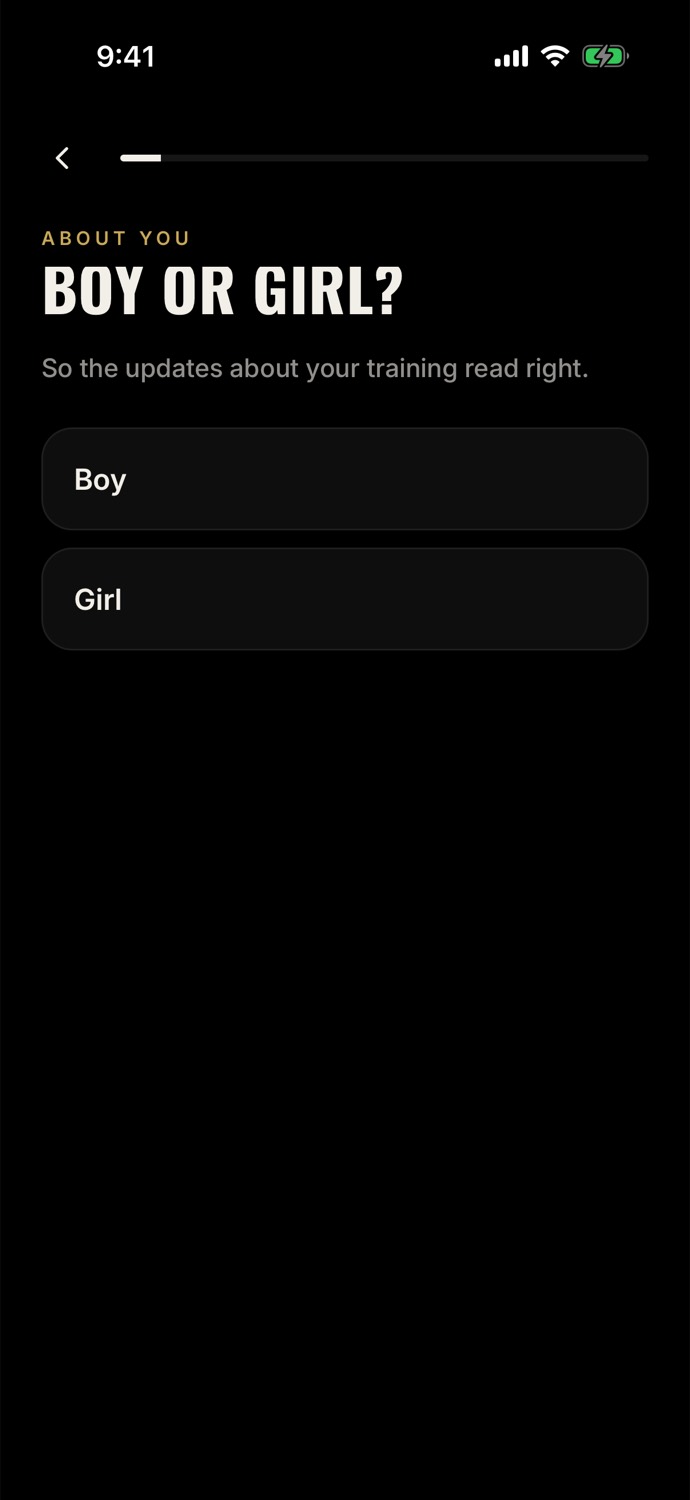 9:41
ABOUT YOU
BOY OR GIRL?
So the updates about your training read right.
Boy
Girl